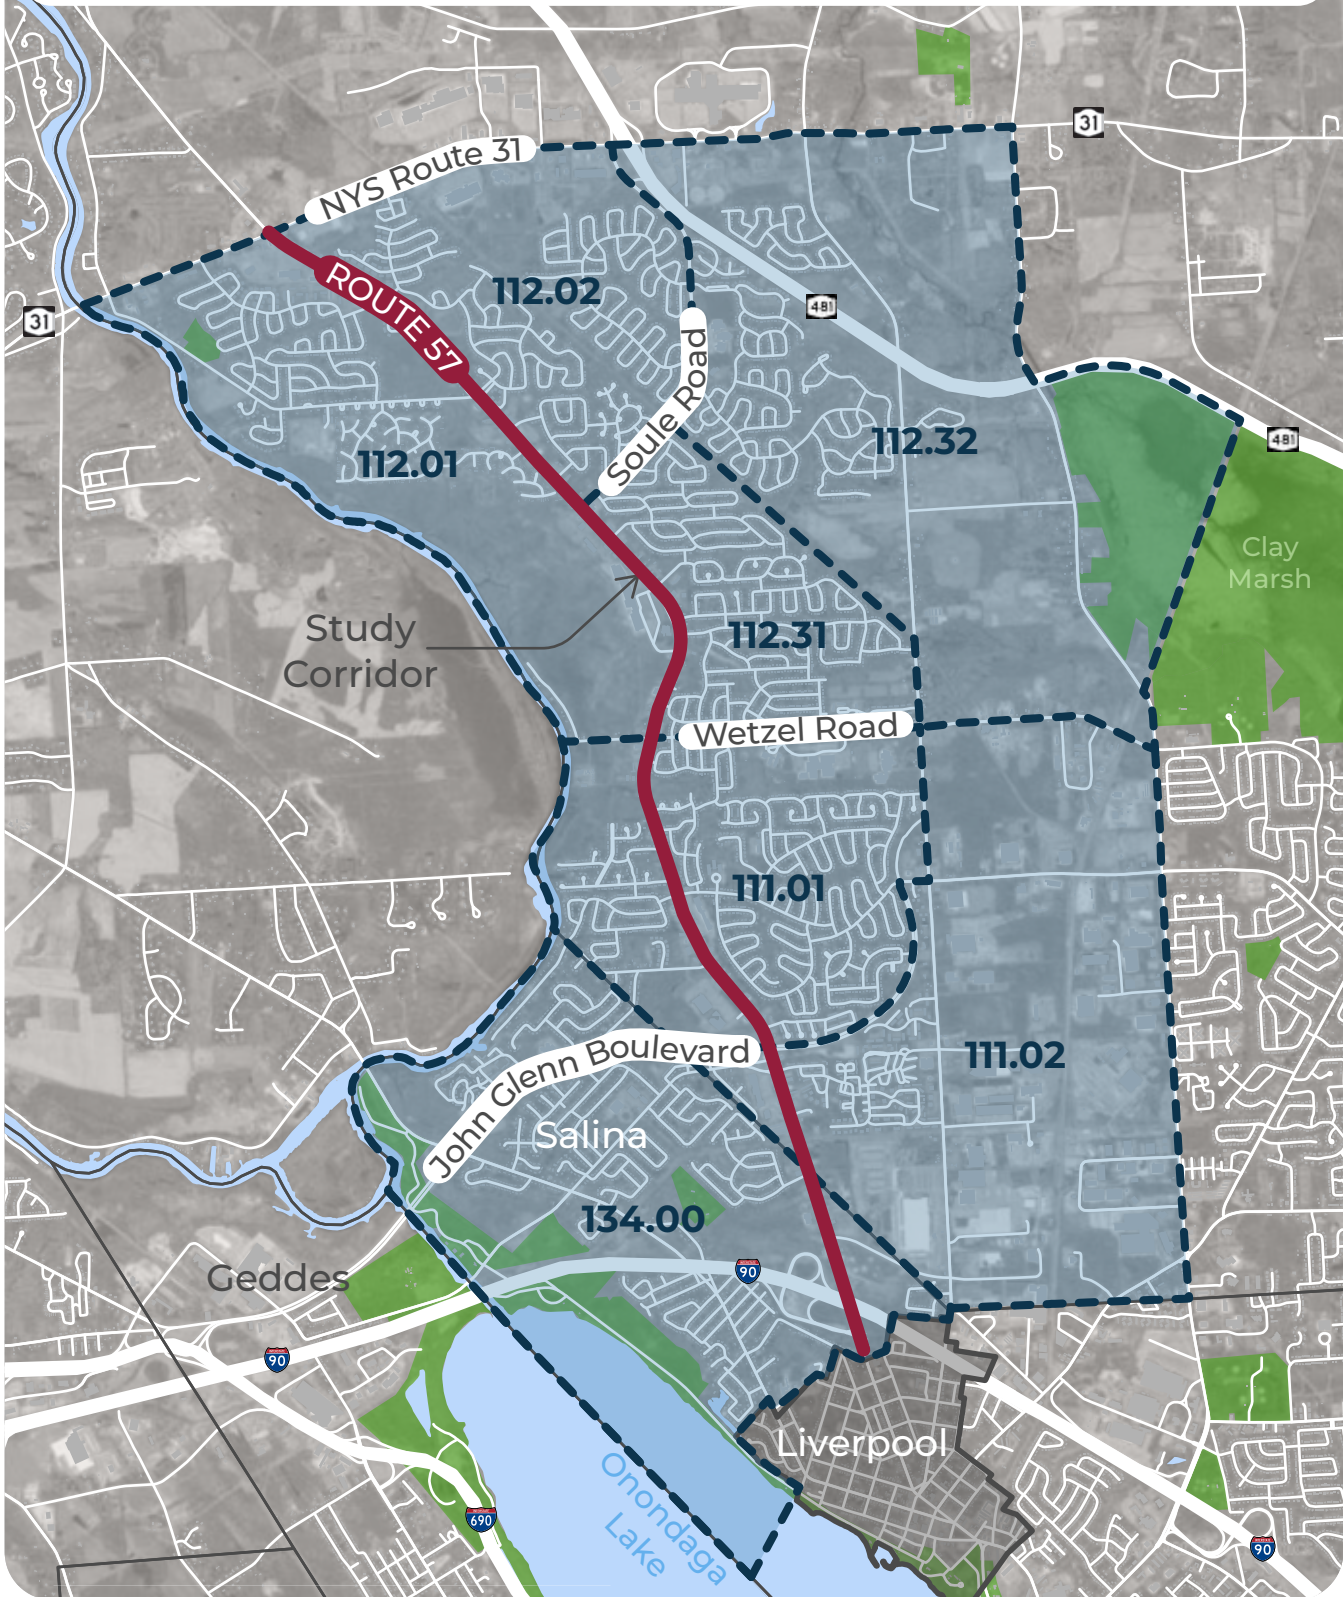 31
NYS Route 31
ROUTE 57
112.02
481
31
Soule Road
112.32
481
112.01
Clay
Marsh
Study
Corridor
112.31
Wetzel Road
111.01
John Glenn Boulevard
111.02
Salina
134.00
90
Geddes
90
Liverpool
Onondaga
Lake
690
90